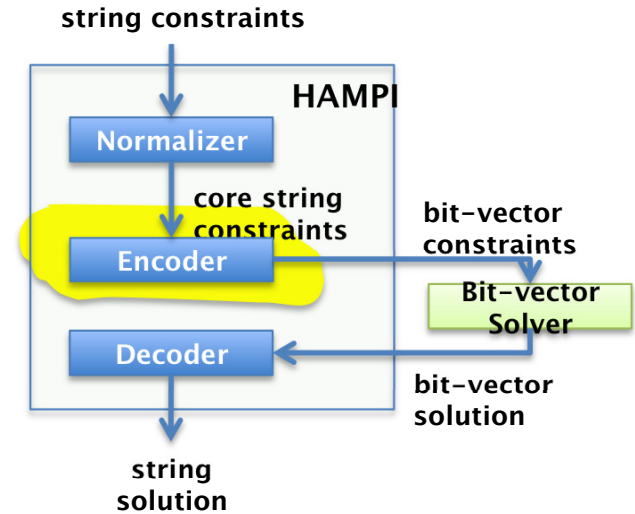 string constraints
HAMPI
Normalizer
core string
constraints
bit-vector
constraints
Encoder
Bit-vector
Solver
Decoder
bit-vector
solution
string
solution